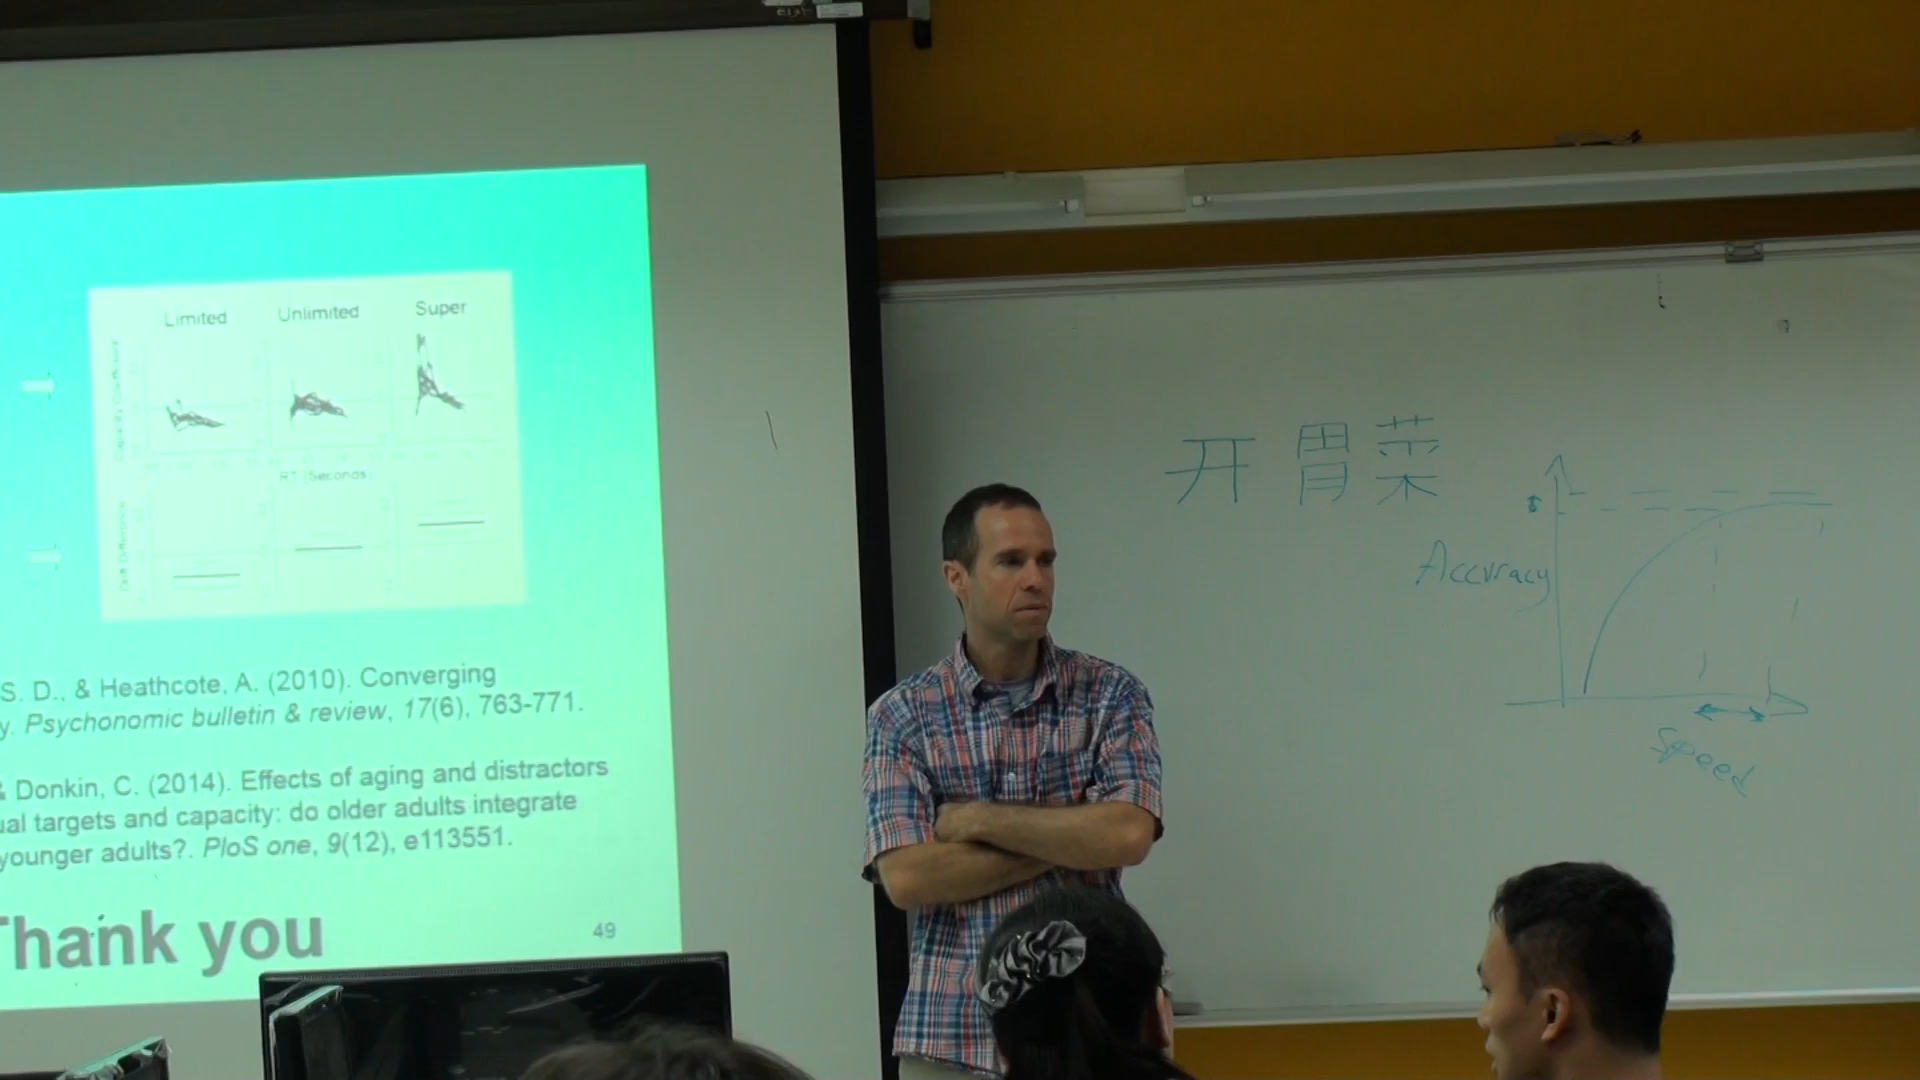 Limited Unlimited Super
RT (Seconds)
S. D., & Heathcote, A. (2010). Converging
y. Psychonomic bulletin & review, 17(6), 763-771.
& Donkin, C. (2014). Effects of aging and distractors
ual targets and capacity: do older adults integrate
younger adults?. PloS one, 9(12), e113551.
Thank you
49
开胃菜
Accuracy
Speed